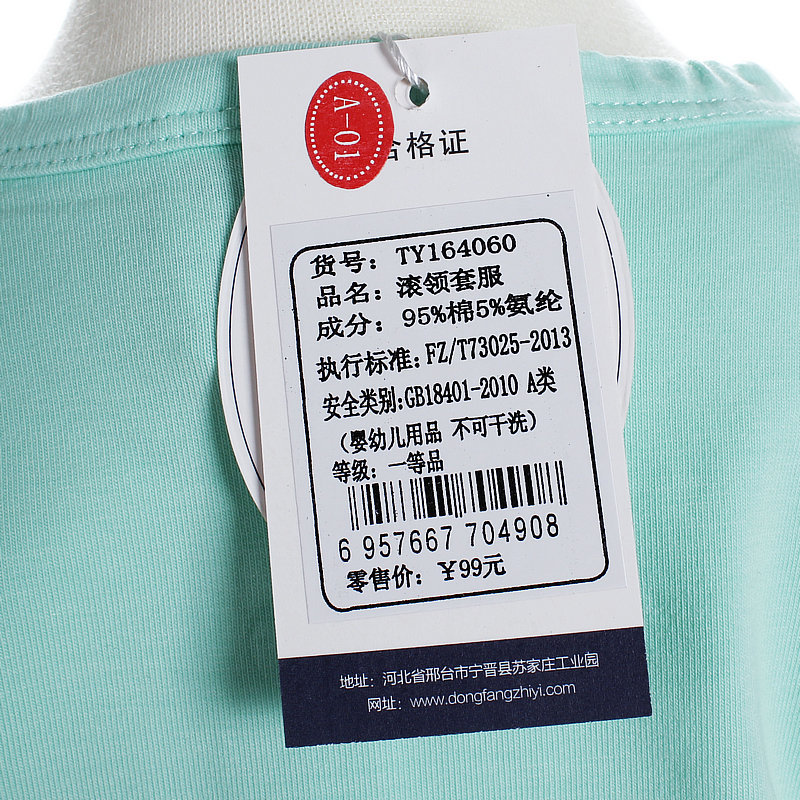 A-01
合格证
货号：TY164060
品名：滚领套服
成分：95%棉5%氨纶
执行标准：FZ/T73025-2013
安全类别：GB18401-2010 A类
（婴幼儿用品 不可干洗）
等级：一等品
6 957667 704908
零售价：￥99元
地址：河北省邢台市宁晋县苏家庄工业园
网址：www.dongfangzhiyi.com